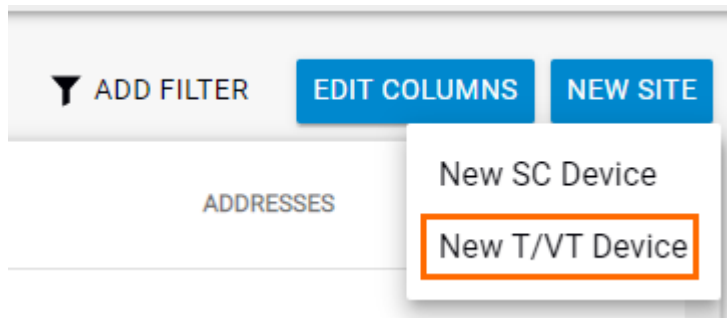 ADD FILTER
EDIT COLUMNS
NEW SITE
ADDRESSES
New SC Device
New T/VT Device